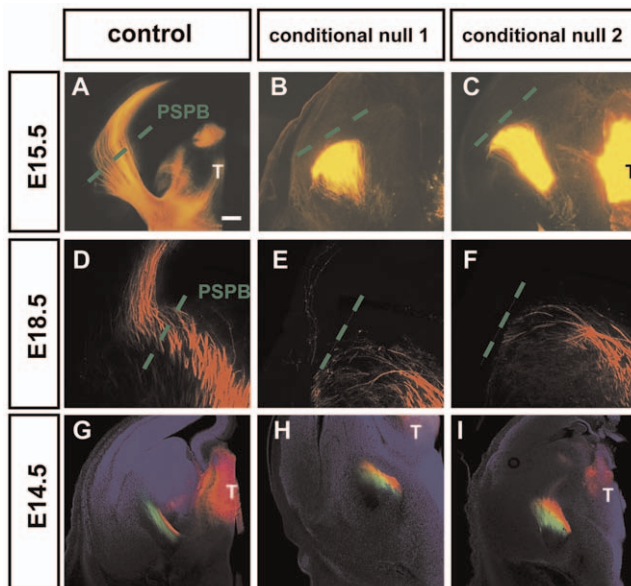 control
conditional null 1
conditional null 2
E15.5
A
PSPB
T
B
C
T
E18.5
D
PSPB
E
F
E14.5
G
T
H
T
I
T